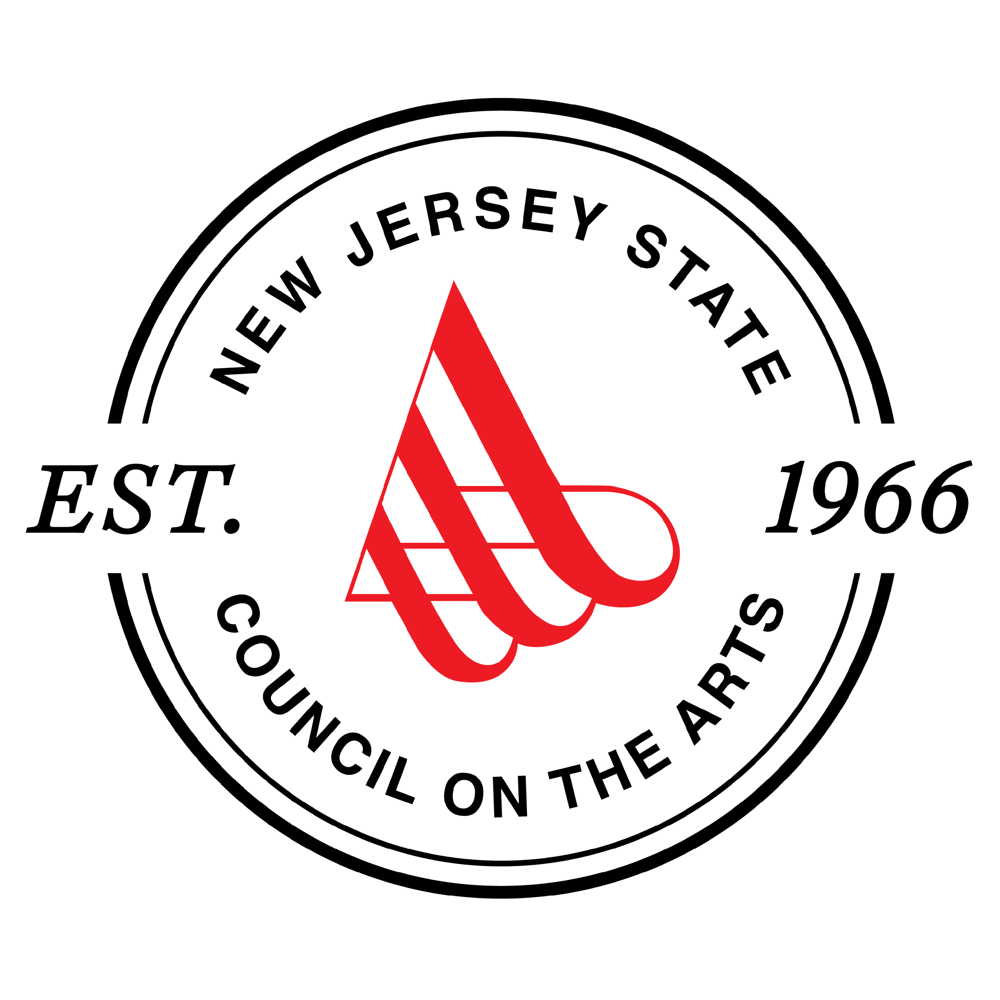 NEW JERSEY STATE
EST. 1966
COUNCIL ON THE ARTS